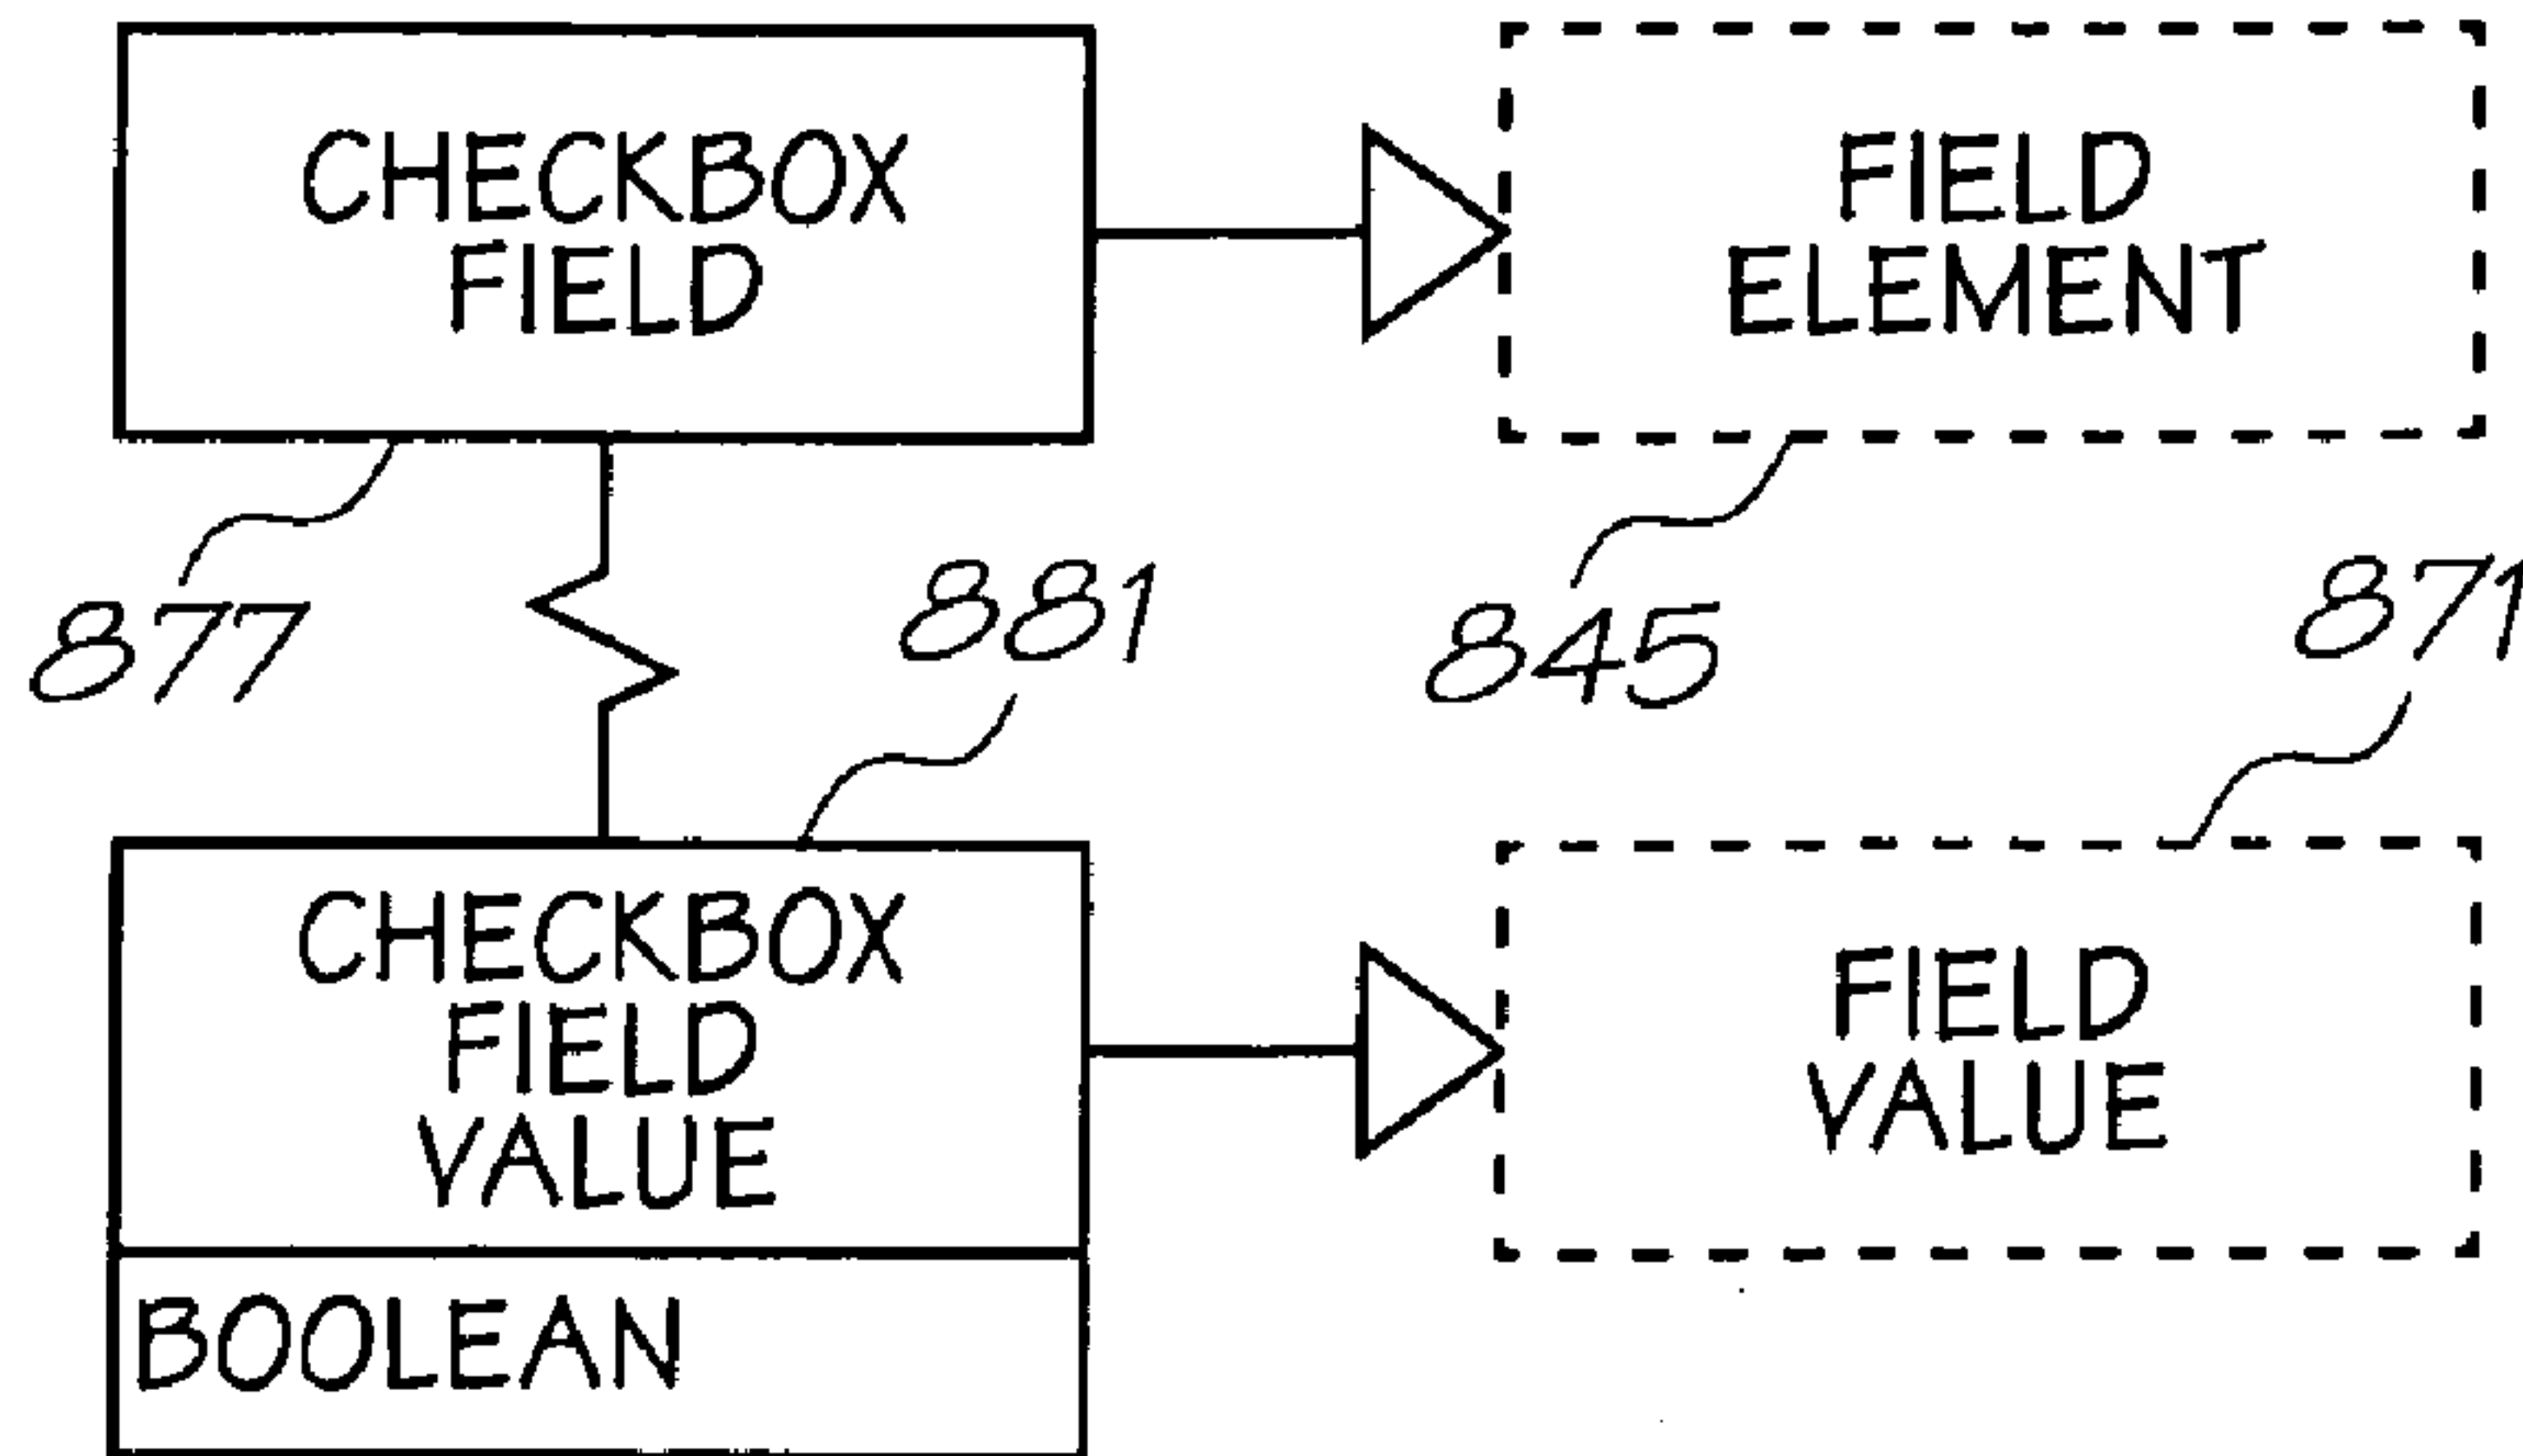 CHECKBOX
FIELD
FIELD
ELEMENT
877
881
845
871
CHECKBOX
FIELD
VALUE
FIELD
VALUE
BOOLEAN